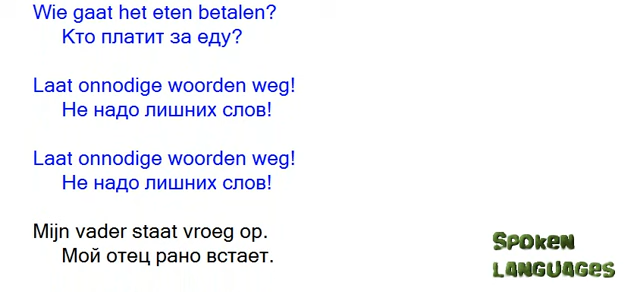 Wie gaat het eten betalen?
Кто платит за еду?
Laat onnodige woorden weg!
Не надо лишних слов!
Laat onnodige woorden weg!
Не надо лишних слов!
Mijn vader staat vroeg op.
Мой отец рано встает.
Spoken
Languages